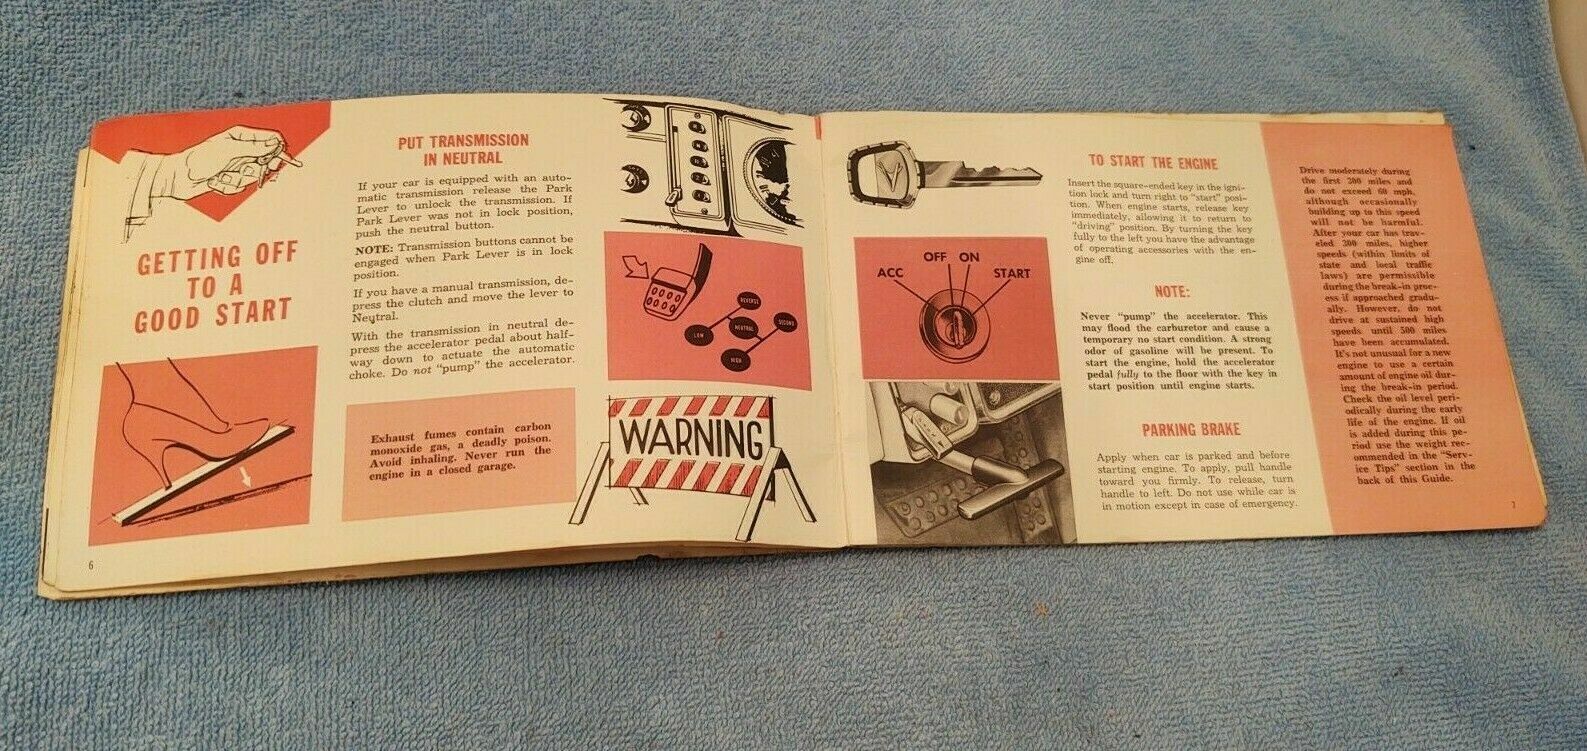 GETTING OFF
TO A
GOOD START
6
PUT TRANSMISSION
IN NEUTRAL
If your car is equipped with an auto-
matic transmission release the Park
Lever to unlock the transmission. If
Park Lever was not in lock position,
push the neutral button.
NOTE: Transmission buttons cannot be
engaged when Park Lever is in lock
position.
If you have a manual transmission, de-
press the clutch and move the lever to
Neutral.
With the transmission in neutral de-
press the accelerator pedal about half-
way down to actuate the automatic
choke. Do not "pump" the accelerator.
Exhaust fumes contain carbon
monoxide gas, a deadly poison.
Avoid inhaling. Never run the
engine in a closed garage.
REVERSE
SECOND
NEUTRAL
LOW
HIGH
WARNING
ACC
OFF
ON
START
TO START THE ENGINE
Insert the square-ended key in the igni-
tion lock and turn right to "start" posi-
tion. When engine starts, release key
immediately, allowing it to return to
"driving" position. By turning the key
fully to the left you have the advantage
of operating accessories with the en-
gine off.
NOTE:
Never "pump" the accelerator. This
may flood the carburetor and cause a
temporary no start condition. A strong
odor of gasoline will be present. To
start the engine, hold the accelerator
pedal fully to the floor with the key in
start position until engine starts.
PARKING BRAKE
Apply when car is parked and before
starting engine. To apply, pull handle
toward you firmly. To release, turn
handle to left. Do not use while car is
in motion except in case of emergency.
Drive moderately during
the first 300 miles and
do not exceed 60 mph,
although occasionally
building up to this speed
will not be harmful.
After your car has trav-
eled 300 miles, higher
speeds (within limits of
state and local traffic
laws) are permissible
during the break-in proc-
ess if approached gradu-
ally. However, do not
drive at sustained high
speeds until 500 miles
have been accumulated.
It's not unusual for a new
engine to use a certain
amount of engine oil dur-
ing the break-in period.
Check the oil level peri-
odically during the early
life of the engine. If oil
is added during this pe-
riod use the weight rec-
ommended in the "Serv-
ice Tips" section in the
back of this Guide.
7